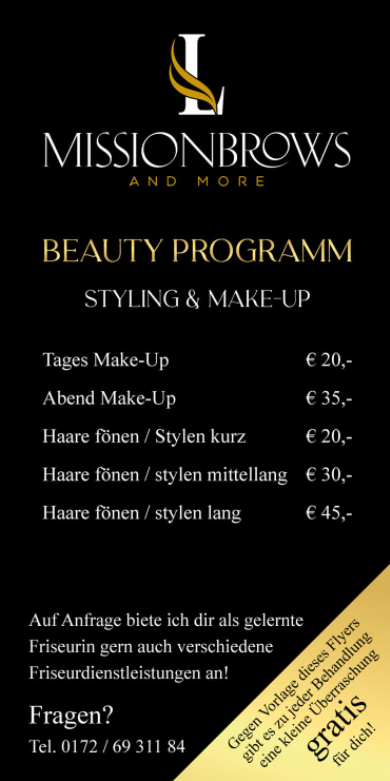 L
MISSIONBROWS
AND MORE
BEAUTY PROGRAMM
STYLING & MAKE-UP
Tages Make-Up € 20,-
Abend Make-Up € 35,-
Haare fönen / Stylen kurz € 20,-
Haare fönen / stylen mittellang € 30,-
Haare fönen / stylen lang € 45,-
Auf Anfrage biete ich dir als gelernte
Friseurin gern auch verschiedene
Friseurdienstleistungen an!
Fragen?
Tel. 0172 / 69 311 84
Gegen Vorlage dieses Flyers
gibt es zu jeder Behandlung
eine kleine Überraschung
gratis
für dich!